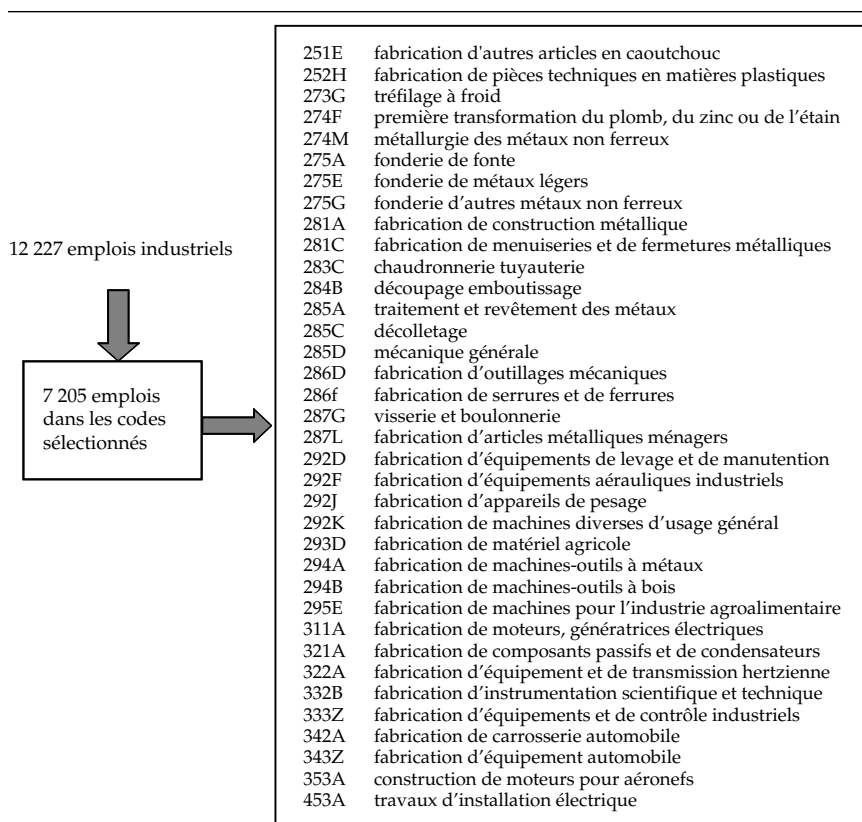 12 227 emplois industriels
7 205 emplois
dans les codes
sélectionnés
251E fabrication d'autres articles en caoutchouc
252H fabrication de pièces techniques en matières plastiques
273G tréfilage à froid
274F première transformation du plomb, du zinc ou de l’étain
274M métallurgie des métaux non ferreux
275A fonderie de fonte
275E fonderie de métaux légers
275G fonderie d’autres métaux non ferreux
281A fabrication de construction métallique
281C fabrication de menuiseries et de fermetures métalliques
283C chaudronnerie tuyauterie
284B découpage emboutissage
285A traitement et revêtement des métaux
285C décolletage
285D mécanique générale
286D fabrication d’outillages mécaniques
286f fabrication de serrures et de ferrures
287G visserie et boulonnerie
287L fabrication d’articles métalliques ménagers
292D fabrication d’équipements de levage et de manutention
292F fabrication d’équipements aérauliques industriels
292J fabrication d’appareils de pesage
292K fabrication de machines diverses d’usage général
293D fabrication de matériel agricole
294A fabrication de machines-outils à métaux
294B fabrication de machines-outils à bois
295E fabrication de machines pour l’industrie agroalimentaire
311A fabrication de moteurs, génératrices électriques
321A fabrication de composants passifs et de condensateurs
322A fabrication d’équipement et de transmission hertzienne
332B fabrication d’instrumentation scientifique et technique
333Z fabrication d’équipements et de contrôle industriels
342A fabrication de carrosserie automobile
343Z fabrication d’équipement automobile
353A construction de moteurs pour aéronefs
453A travaux d’installation électrique